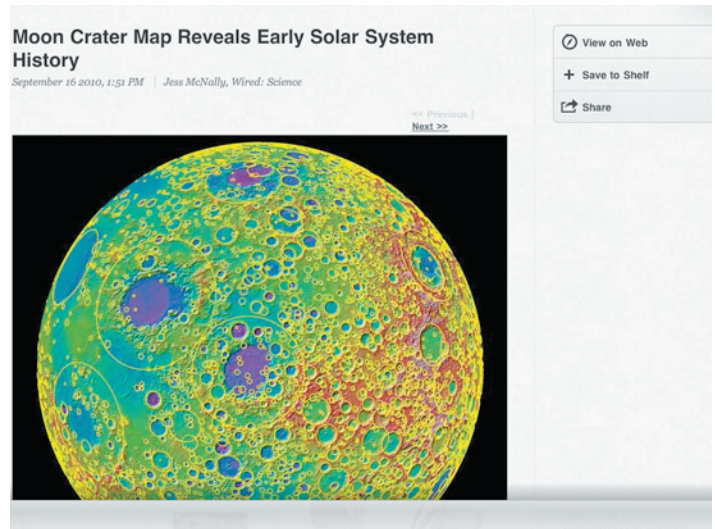 Moon Crater Map Reveals Early Solar System
History
September 16 2010, 1:51 PM | Jess McNally, Wired: Science
<< Previous |
Next >>
View on Web
+ Save to Shelf
Share